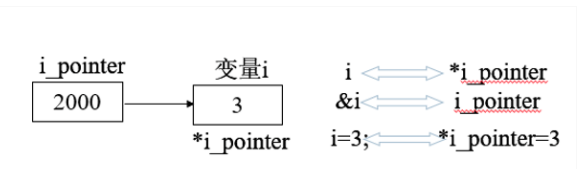 i_pointer
变量i
2000
3
*i_pointer
i
*i_pointer
&i
i_pointer
i=3;
*i_pointer=3